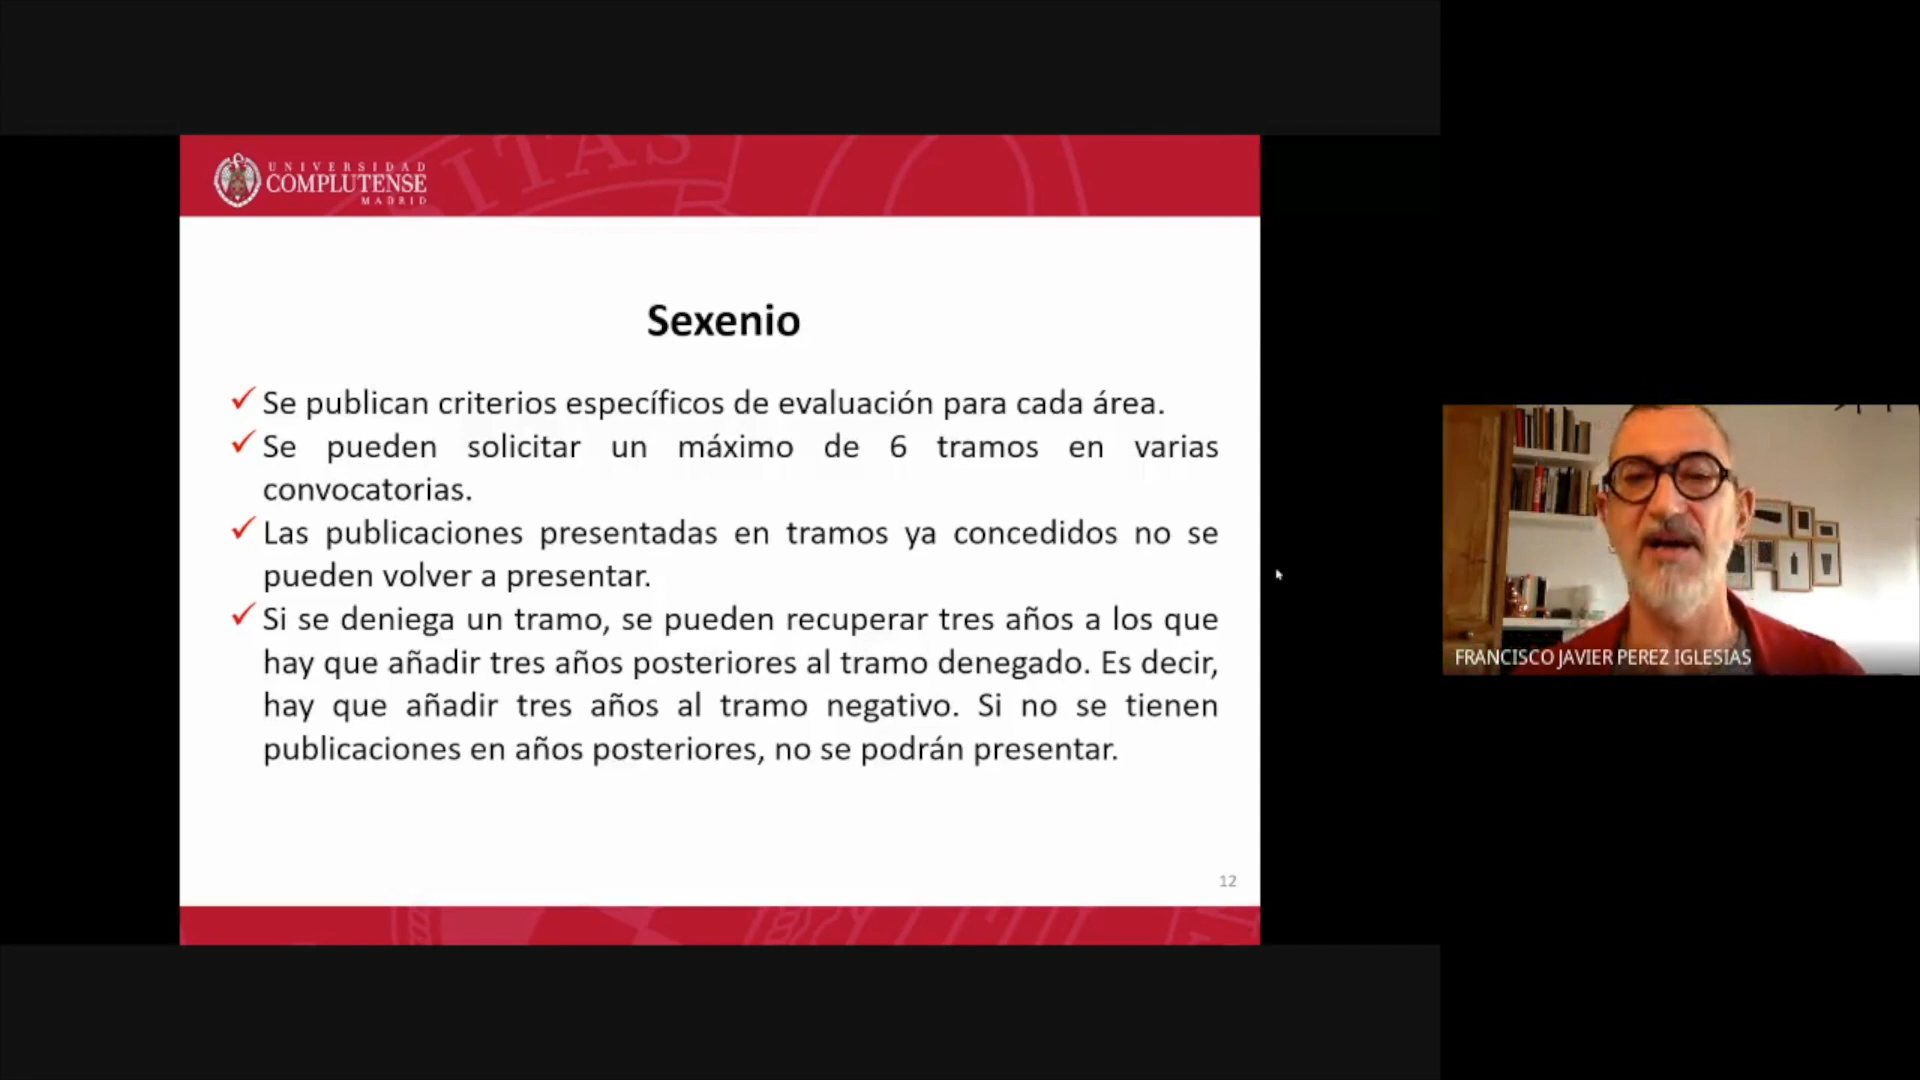 UNIVERSIDAD
COMPLUTENSE
MADRID
ITAS
Sexenio
✓ Se publican criterios específicos de evaluación para cada área.
✓ Se pueden solicitar un máximo de 6 tramos en varias
convocatorias.
✓ Las publicaciones presentadas en tramos ya concedidos no se
pueden volver a presentar.
✓ Si se deniega un tramo, se pueden recuperar tres años a los que
hay que añadir tres años posteriores al tramo denegado. Es decir,
hay que añadir tres años al tramo negativo. Si no se tienen
publicaciones en años posteriores, no se podrán presentar.
12
FRANCISCO JAVIER PEREZ IGLESIAS